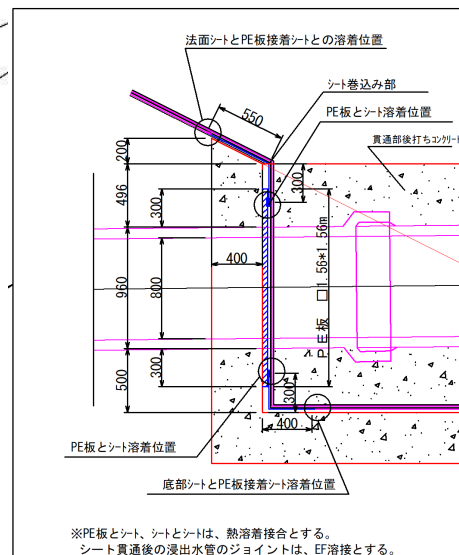 法面シートとPE板接着シートとの溶着位置
シート巻込み部
550
PE板とシート溶着位置
貫通部後打ちコンクリート
200
300
496
300
PE板 □1.56*1.56m
400
960
800
500
300
300
400
PE板とシート溶着位置
底部シートとPE板接着シート溶着位置
※PE板とシート、シートとシートは、熱溶着接合とする。
シート貫通後の浸出水管のジョイントは、EF溶接とする。